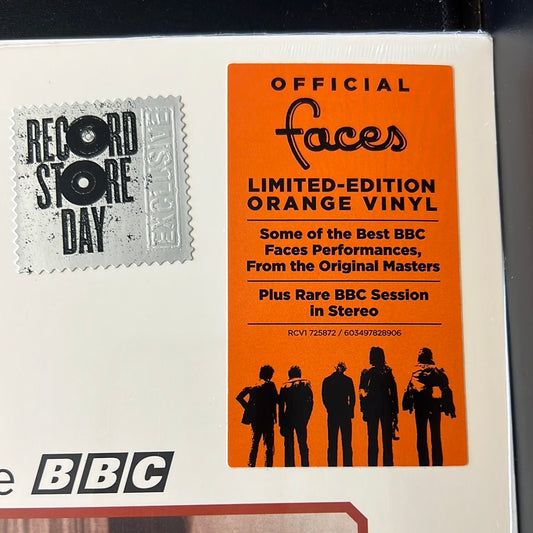 RECORD
STORE
DAY
EXCLUSIVE
OFFICIAL
faces
LIMITED-EDITION
ORANGE VINYL
Some of the Best BBC
Faces Performances,
From the Original Masters
Plus Rare BBC Session
in Stereo
RCV1 725872 / 603497828906
BBC